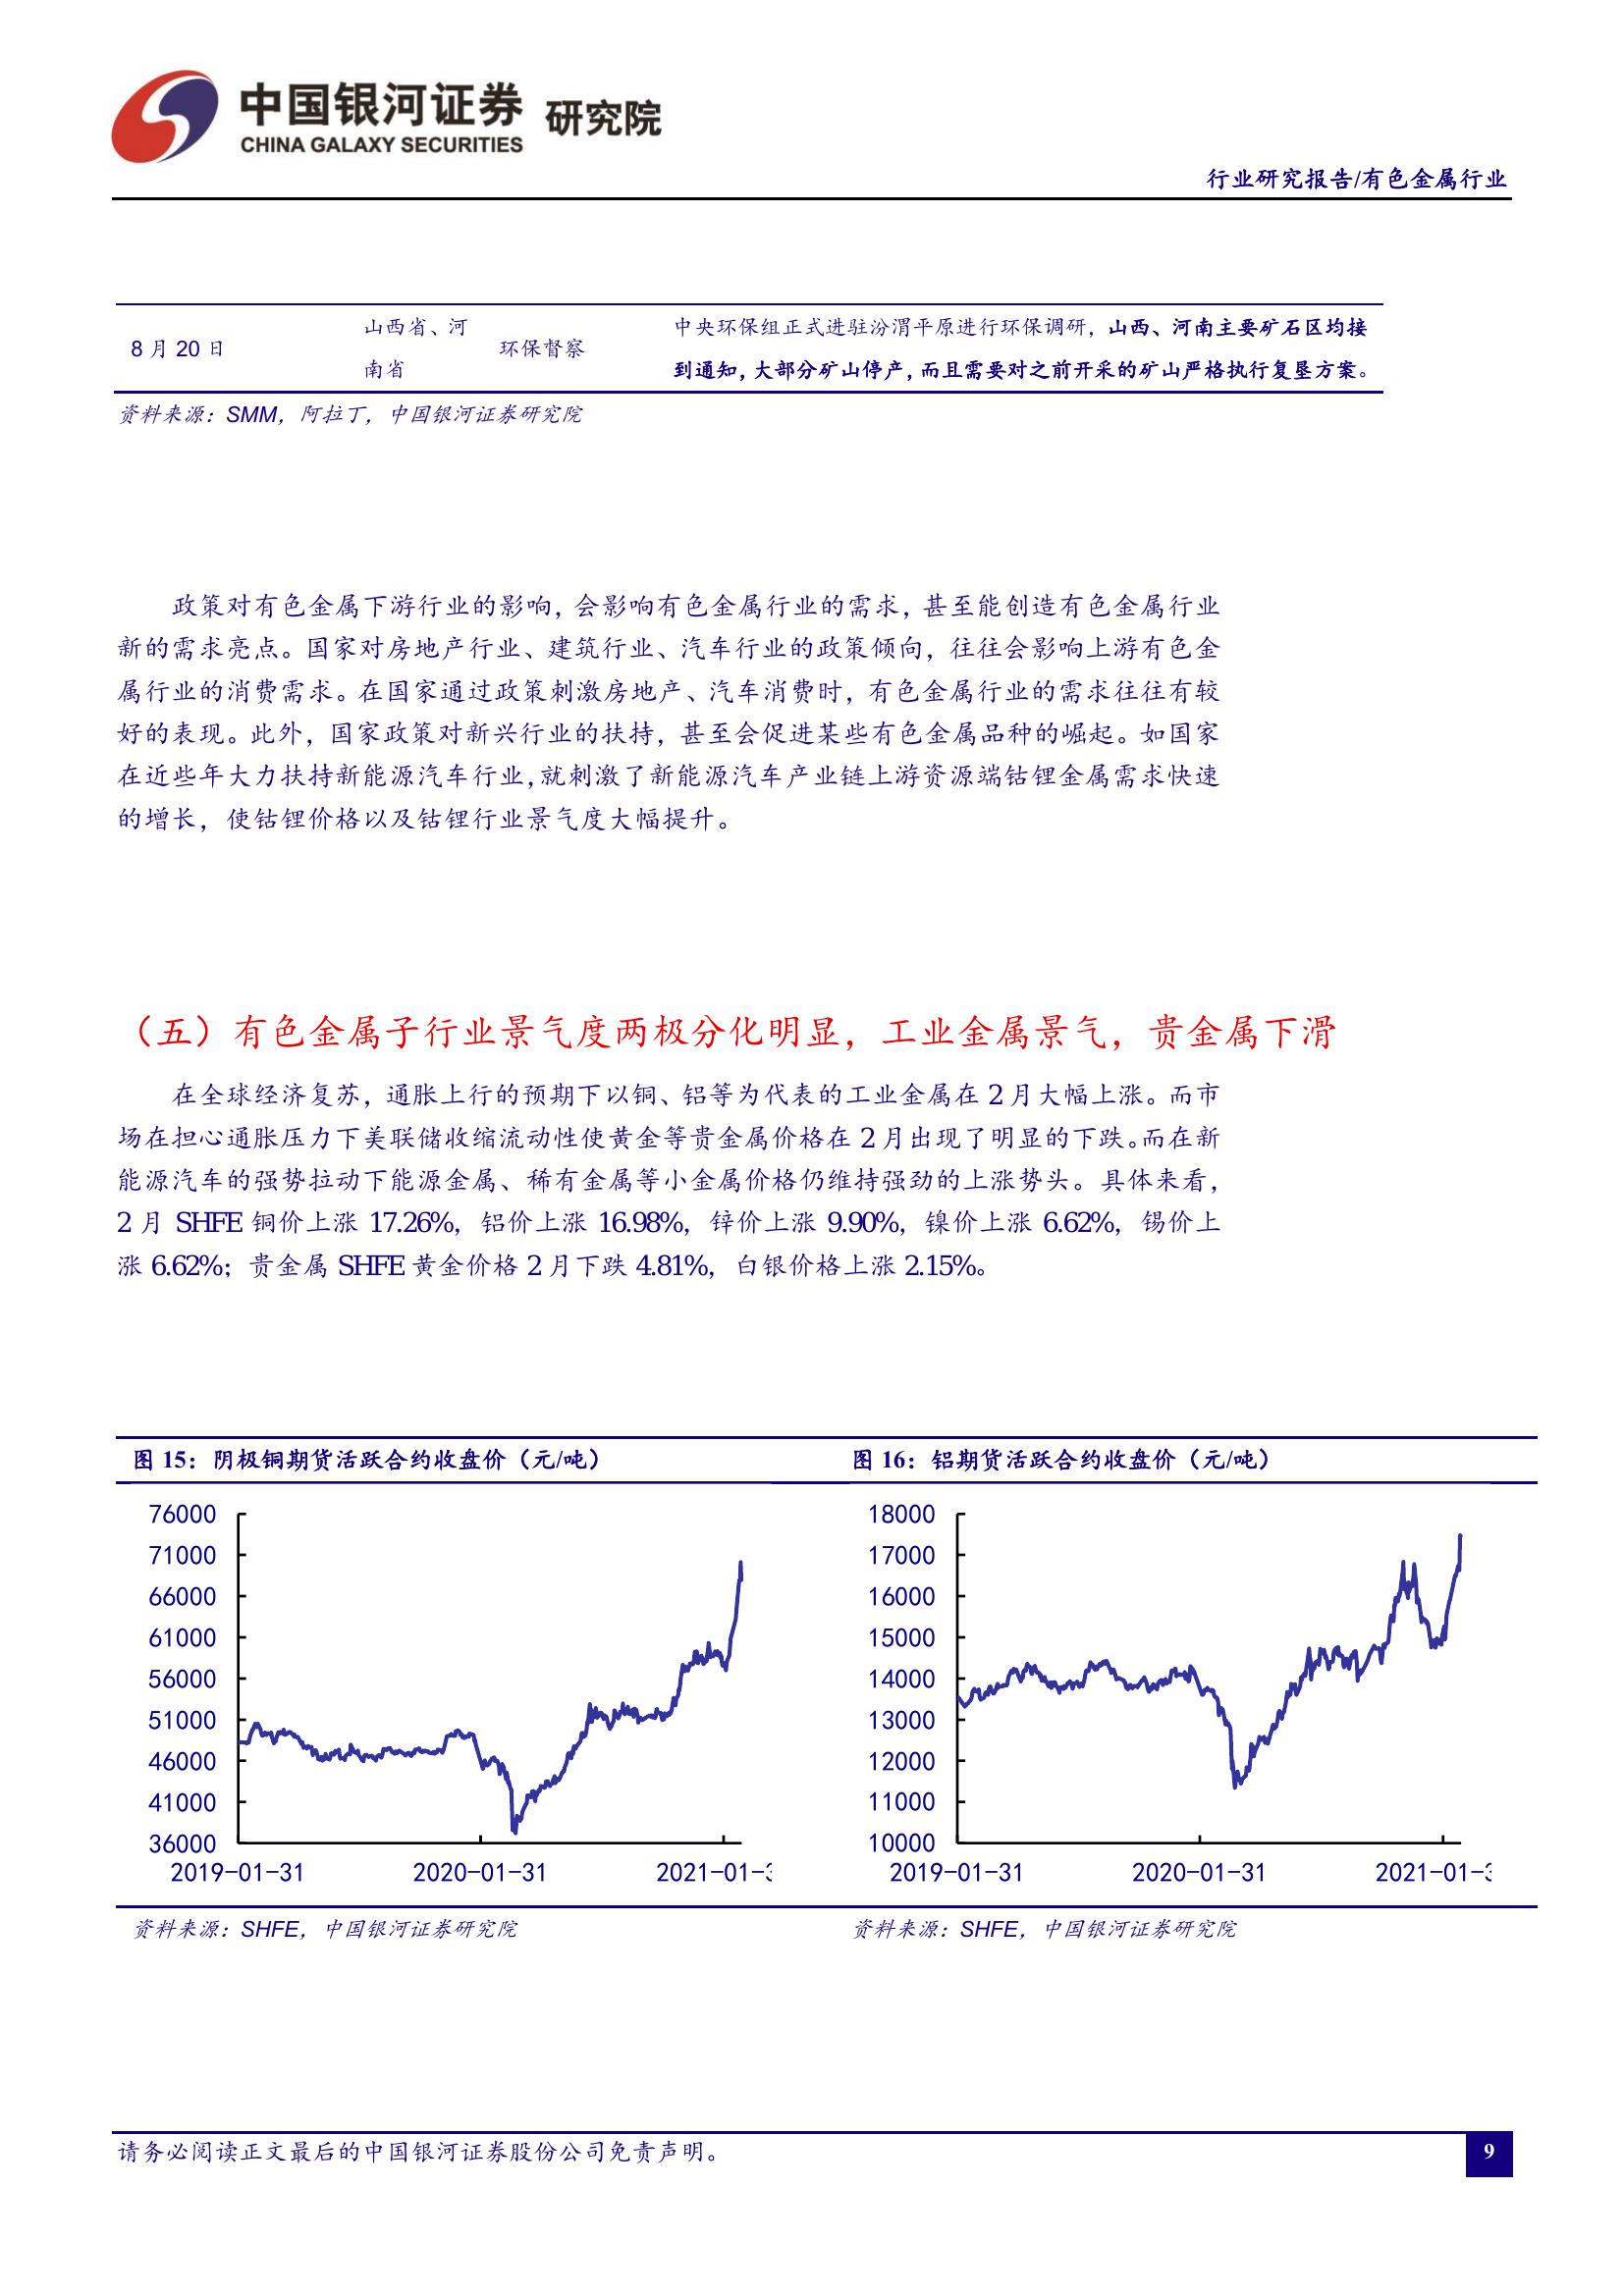 中国银河证券 研究院
CHINA GALAXY SECURITIES
行业研究报告/有色金属行业
8 月 20 日
山西省、河
南省
环保督察
中央环保组正式进驻汾渭平原进行环保调研，山西、河南主要矿石区均接
到通知，大部分矿山停产，而且需要对之前开采的矿山严格执行复垦方案。
资料来源：SMM，阿拉丁，中国银河证券研究院
政策对有色金属下游行业的影响，会影响有色金属行业的需求，甚至能创造有色金属行业
新的需求亮点。国家对房地产行业、建筑行业、汽车行业的政策倾向，往往会影响上游有色金
属行业的消费需求。在国家通过政策刺激房地产、汽车消费时，有色金属行业的需求往往有较
好的表现。此外，国家政策对新兴行业的扶持，甚至会促进某些有色金属品种的崛起。如国家
在近些年大力扶持新能源汽车行业，就刺激了新能源汽车产业链上游资源端钴锂金属需求快速
的增长，使钴锂价格以及钴锂行业景气度大幅提升。
（五）有色金属子行业景气度两极分化明显，工业金属景气，贵金属下滑
在全球经济复苏，通胀上行的预期下以铜、铝等为代表的工业金属在 2 月大幅上涨。而市
场在担心通胀压力下美联储收缩流动性使黄金等贵金属价格在 2 月出现了明显的下跌。而在新
能源汽车的强势拉动下能源金属、稀有金属等小金属价格仍维持强劲的上涨势头。具体来看，
2 月 SHFE 铜价上涨 17.26%，铝价上涨 16.98%，锌价上涨 9.90%，镍价上涨 6.62%，锡价上
涨 6.62%；贵金属 SHFE 黄金价格 2 月下跌 4.81%，白银价格上涨 2.15%。
图 15：阴极铜期货活跃合约收盘价（元/吨）
76000
71000
66000
61000
56000
51000
46000
41000
36000
2019-01-31 2020-01-31 2021-01-3
资料来源：SHFE，中国银河证券研究院
图 16：铝期货活跃合约收盘价（元/吨）
18000
17000
16000
15000
14000
13000
12000
11000
10000
2019-01-31 2020-01-31 2021-01-3
资料来源：SHFE，中国银河证券研究院
请务必阅读正文最后的中国银河证券股份公司免责声明。
9